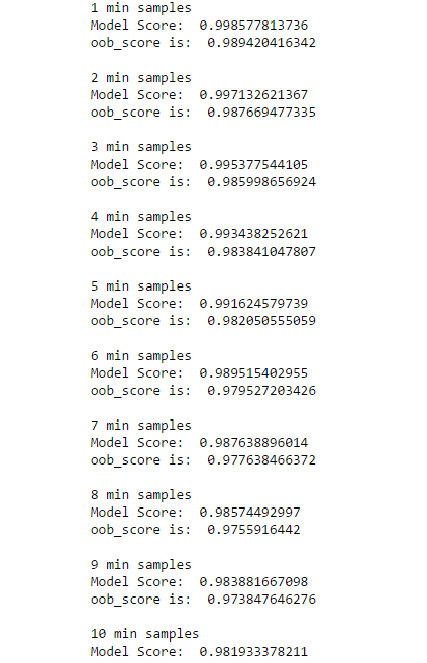 1 min samples
Model Score:  0.998577813736
oob_score is:  0.989420416342
2 min samples
Model Score:  0.997132621367
oob_score is:  0.987669477335
3 min samples
Model Score:  0.995377544105
oob_score is:  0.985998656924
4 min samples
Model Score:  0.993438252621
oob_score is:  0.983841047807
5 min samples
Model Score:  0.991624579739
oob_score is:  0.982050555059
6 min samples
Model Score:  0.989515402955
oob_score is:  0.979527203426
7 min samples
Model Score:  0.987638896014
oob_score is:  0.977638466372
8 min samples
Model Score:  0.98574492997
oob_score is:  0.9755916442
9 min samples
Model Score:  0.983881667098
oob_score is:  0.973847646276
10 min samples
Model Score:  0.981933378211